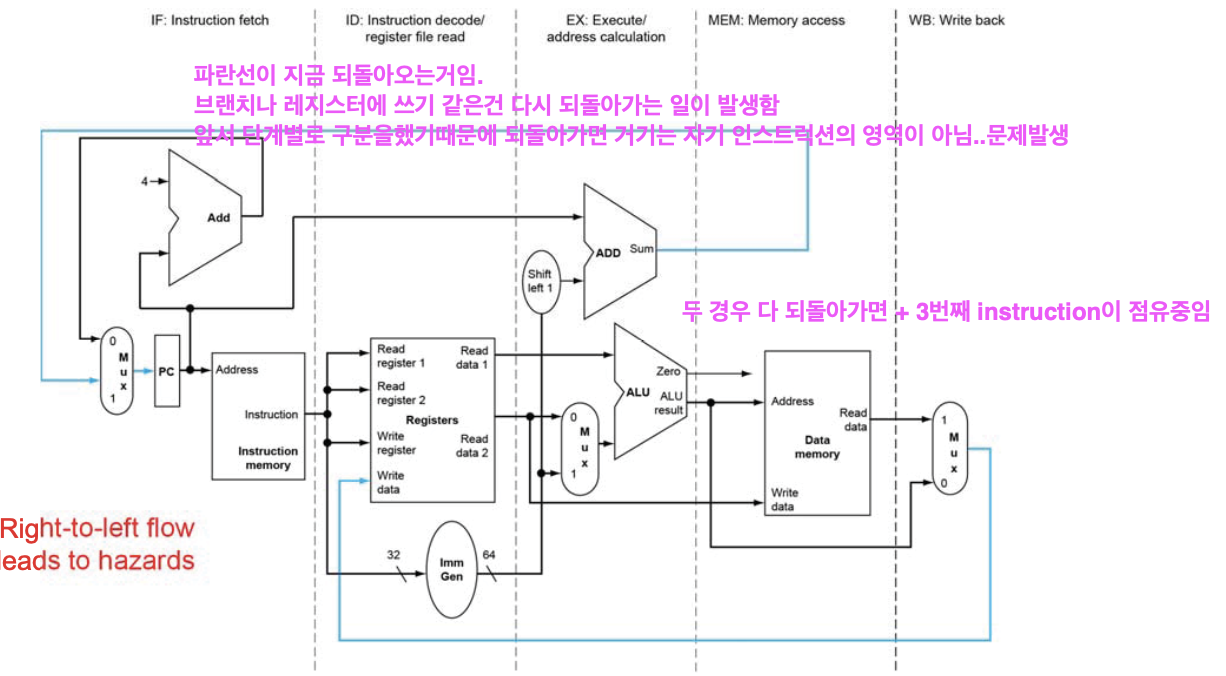 IF: Instruction fetch
ID: Instruction decode/
register file read
EX: Execute/
address calculation
MEM: Memory access
WB: Write back
파란선이 지금 되돌아오는거임.
브랜치나 레지스터에 쓰기 같은건 다시 되돌아가는 일이 발생함
앞서 단계별로 구분을했기때문에 되돌아가면 거기는 자기 인스트럭션의 영역이 아님..문제발생
4
Add
ADD
Sum
Shift
left 1
두 경우 다 되돌아가면 + 3번째 instruction이 점유중임
0
M
u
x
1
PC
Address
Instruction
Instruction
memory
Read
register 1
Read
register 2
Write
register
Write
data
Registers
Read
data 1
Read
data 2
0
M
u
x
1
Zero
ALU
ALU
result
Address
Write
data
Data
memory
Read
data
1
M
u
x
0
Right-to-left flow
leads to hazards
32
Imm
Gen
64